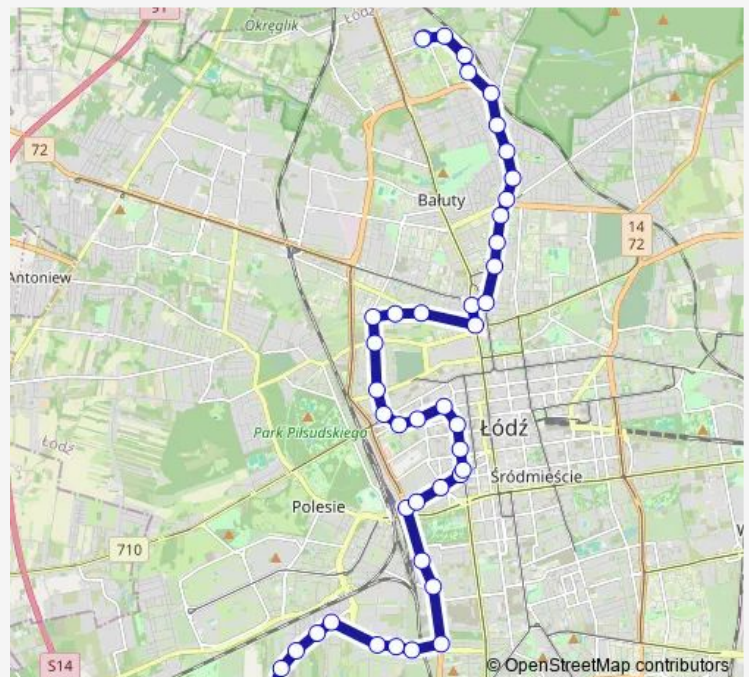 S1
Łódź
Okręglik
72
Bałuty
14
72
Antoniew
Łódź
Łódź
Park Piłsudskiego
Śródmieście
Polesie
710
S14
© OpenStreetMap contributors